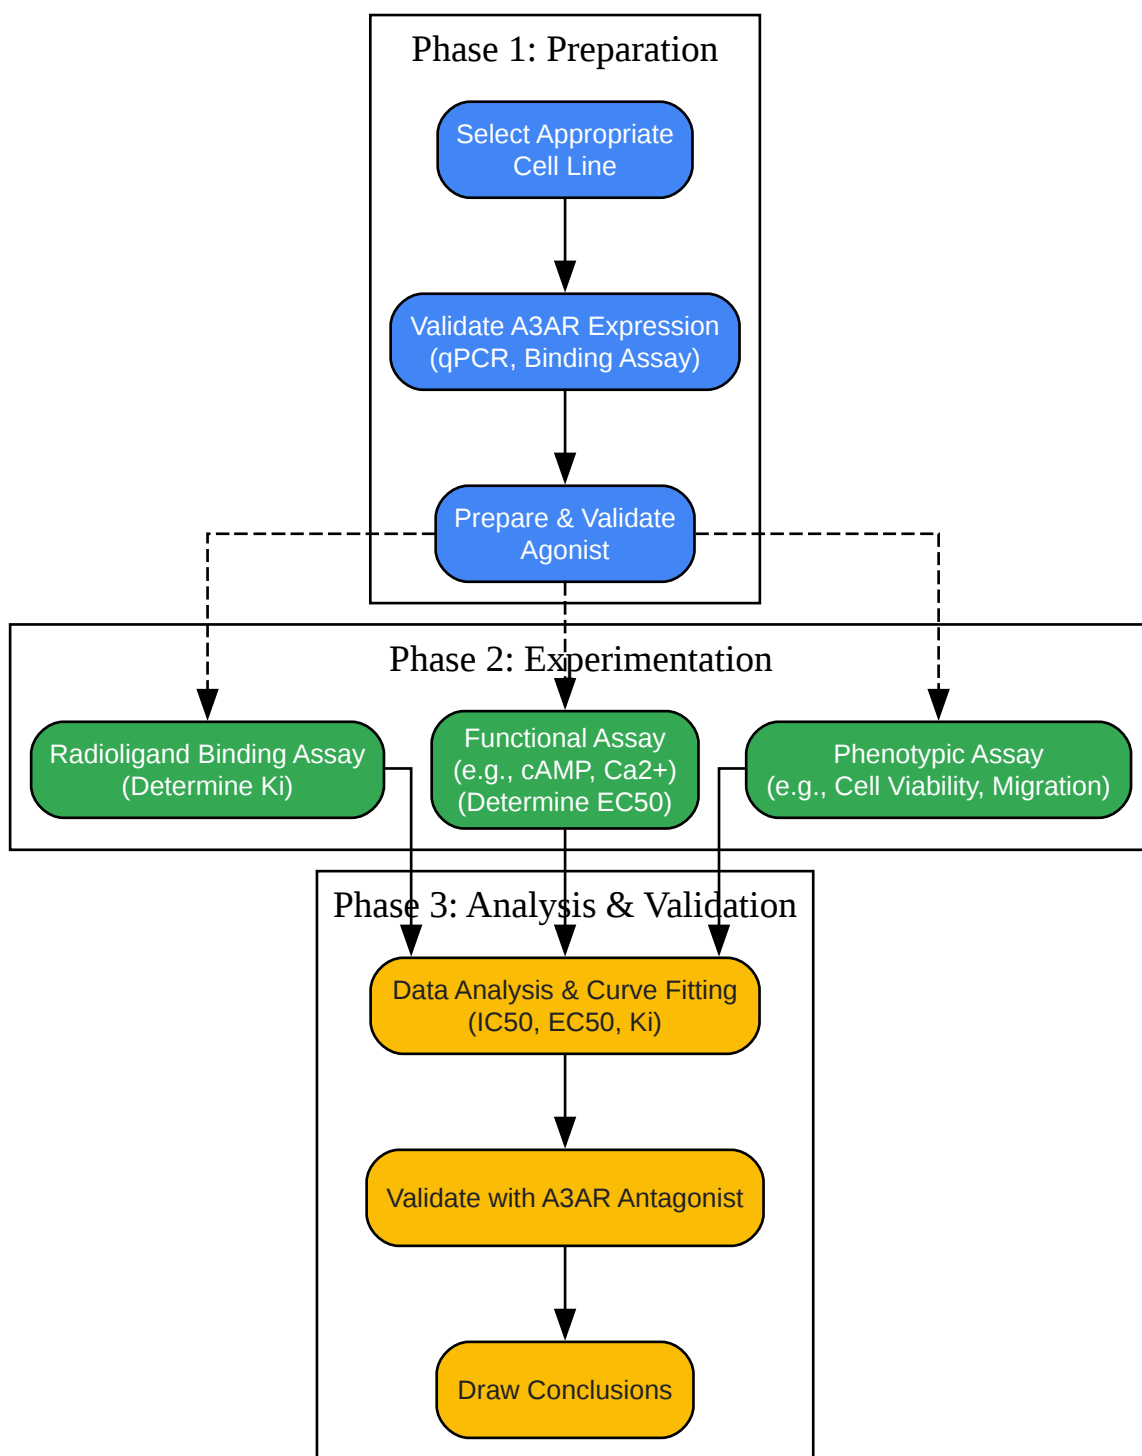 Phase 1: Preparation
Select Appropriate
Cell Line
Validate A3AR Expression
(qPCR, Binding Assay)
Prepare & Validate
Agonist
Phase 2: Experimentation
Radioligand Binding Assay
(Determine Ki)
Functional Assay
(e.g., cAMP, Ca2+)
(Determine EC50)
Phenotypic Assay
(e.g., Cell Viability, Migration)
Phase 3: Analysis & Validation
Data Analysis & Curve Fitting
(IC50, EC50, Ki)
Validate with A3AR Antagonist
Draw Conclusions